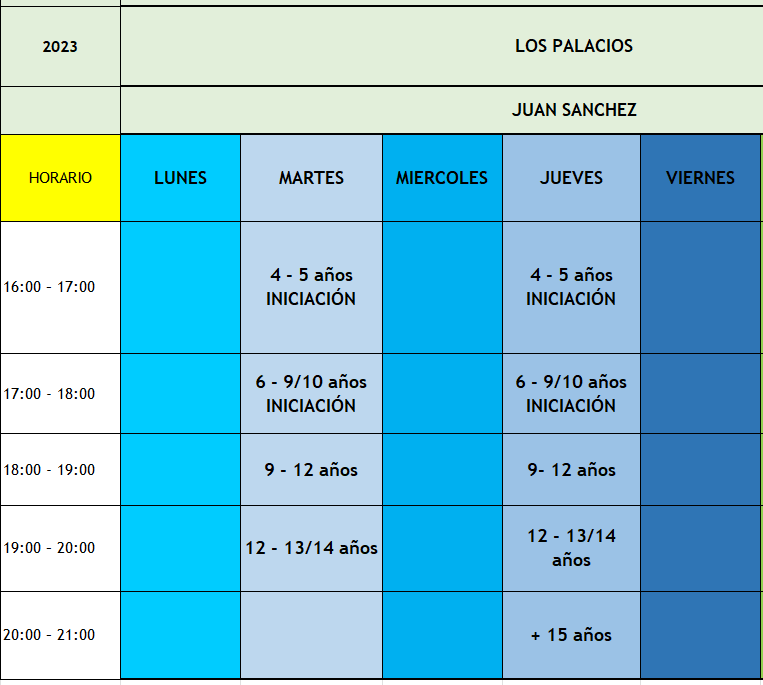 2023
LOS PALACIOS
JUAN SANCHEZ
HORARIO
LUNES
MARTES
MIERCOLES
JUEVES
VIERNES
16:00 – 17:00
4 - 5 años
INICIACIÓN
4 - 5 años
INICIACIÓN
17:00 – 18:00
6 - 9/10 años
INICIACIÓN
6 - 9/10 años
INICIACIÓN
18:00 – 19:00
9 - 12 años
9- 12 años
19:00 – 20:00
12 - 13/14 años
12 - 13/14
años
20:00 – 21:00
+ 15 años